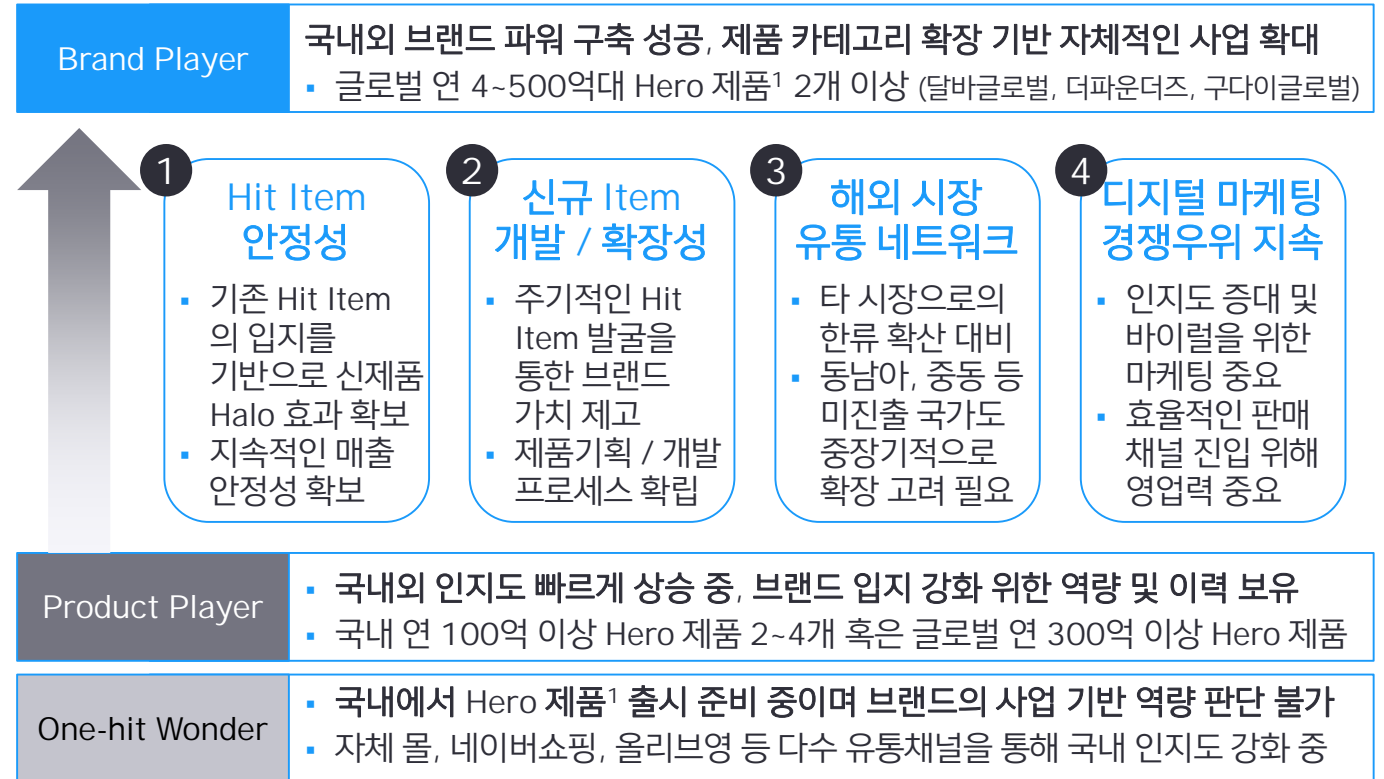 Brand Player
국내외 브랜드 파워 구축 성공, 제품 카테고리 확장 기반 자체적인 사업 확대
▪ 글로벌 연 4~500억대 Hero 제품¹ 2개 이상 (달바글로벌, 더파운더즈, 구다이글로벌)
1
Hit Item
안정성
▪ 기존 Hit Item
의 입지를
기반으로 신제품
Halo 효과 확보
▪ 지속적인 매출
안정성 확보
2
신규 Item
개발 / 확장성
▪ 주기적인 Hit
Item 발굴을
통한 브랜드
가치 제고
▪ 제품기획 / 개발
프로세스 확립
3
해외 시장
유통 네트워크
▪ 타 시장으로의
한류 확산 대비
▪ 동남아, 중동 등
미진출 국가도
중장기적으로
확장 고려 필요
4
디지털 마케팅
경쟁우위 지속
▪ 인지도 증대 및
바이럴을 위한
마케팅 중요
▪ 효율적인 판매
채널 진입 위해
영업력 중요
Product Player
▪ 국내외 인지도 빠르게 상승 중, 브랜드 입지 강화 위한 역량 및 이력 보유
▪ 국내 연 100억 이상 Hero 제품 2~4개 혹은 글로벌 연 300억 이상 Hero 제품
One-hit Wonder
▪ 국내에서 Hero 제품¹ 출시 준비 중이며 브랜드의 사업 기반 역량 판단 불가
▪ 자체 몰, 네이버쇼핑, 올리브영 등 다수 유통채널을 통해 국내 인지도 강화 중